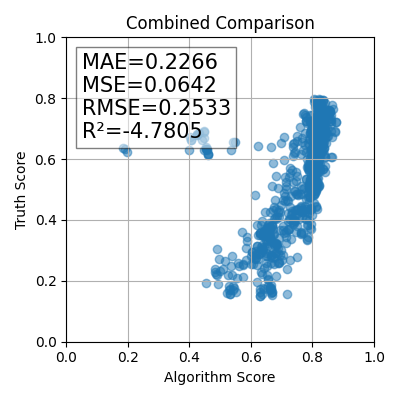 Combined Comparison
MAE=0.2266
MSE=0.0642
RMSE=0.2533
R²=-4.7805
Truth Score
1.0
0.8
0.6
0.4
0.2
0.0
0.0 0.2 0.4 0.6 0.8 1.0
Algorithm Score